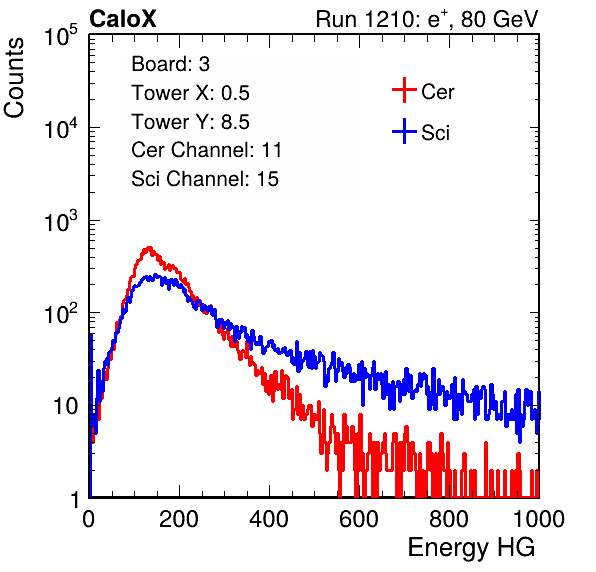 CaloX Run 1210: e⁺, 80 GeV
Counts
10⁵
10⁴
10³
10²
10
1
Board: 3
Tower X: 0.5
Tower Y: 8.5
Cer Channel: 11
Sci Channel: 15
Cer
Sci
0 200 400 600 800 1000
Energy HG